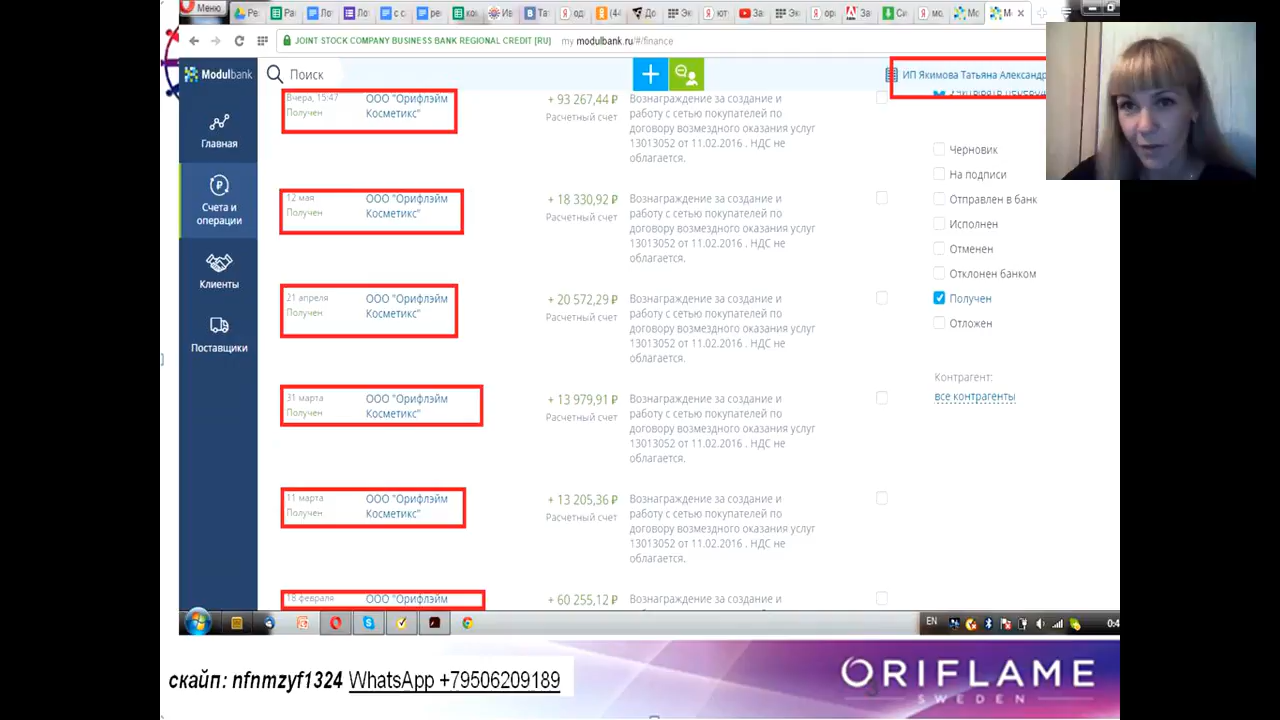 Меню
JOINT STOCK COMPANY BUSINESS BANK REGIONAL CREDIT [RU] my.modulbank.ru/#/finance
Modulbank
Поиск
ИП Якимова Татьяна Александр
Главная
Счета и
операции
Клиенты
Поставщики
Вчера, 15:47
Получен
ООО "Орифлэйм
Косметикс"
+ 93 267,44 ₽
Расчетный счет
Вознаграждение за создание и
работу с сетью покупателей по
договору возмездного оказания услуг
13013052 от 11.02.2016 . НДС не
облагается.
12 мая
Получен
ООО "Орифлэйм
Косметикс"
+ 18 330,92 ₽
Расчетный счет
Вознаграждение за создание и
работу с сетью покупателей по
договору возмездного оказания услуг
13013052 от 11.02.2016 . НДС не
облагается.
21 апреля
Получен
ООО "Орифлэйм
Косметикс"
+ 20 572,29 ₽
Расчетный счет
Вознаграждение за создание и
работу с сетью покупателей по
договору возмездного оказания услуг
13013052 от 11.02.2016 . НДС не
облагается.
31 марта
Получен
ООО "Орифлэйм
Косметикс"
+ 13 979,91 ₽
Расчетный счет
Вознаграждение за создание и
работу с сетью покупателей по
договору возмездного оказания услуг
13013052 от 11.02.2016 . НДС не
облагается.
11 марта
Получен
ООО "Орифлэйм
Косметикс"
+ 13 205,36 ₽
Расчетный счет
Вознаграждение за создание и
работу с сетью покупателей по
договору возмездного оказания услуг
13013052 от 11.02.2016 . НДС не
облагается.
18 февраля
ООО "Орифлэйм
+ 60 255,12 ₽
Вознаграждение за создание и
Черновик
На подписи
Отправлен в банк
Исполнен
Отменен
Отклонен банком
Получен
Отложен
Контрагент:
все контрагенты
EN
0:4
скайп: nfnmzyf1324 WhatsApp +79506209189
ORIFLAME
SWEDEN